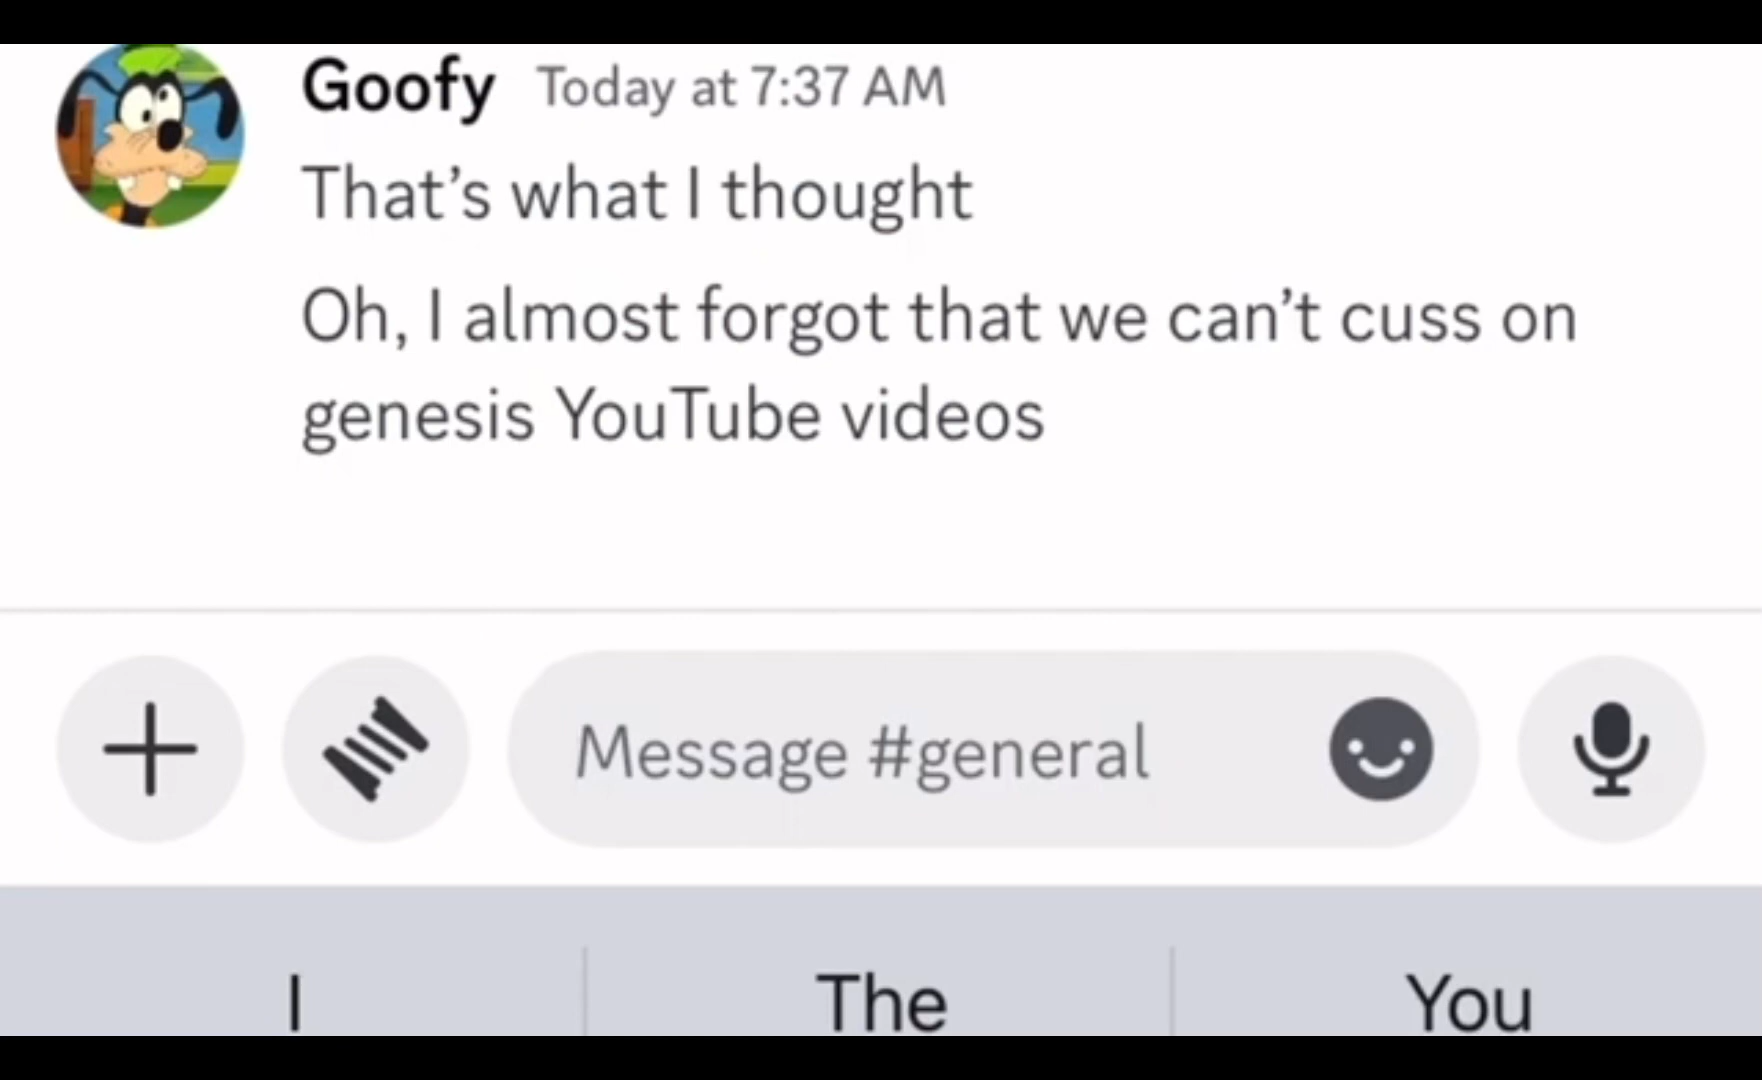 Goofy Today at 7:37 AM
That’s what I thought
Oh, I almost forgot that we can’t cuss on
genesis YouTube videos
Message #general
I The You